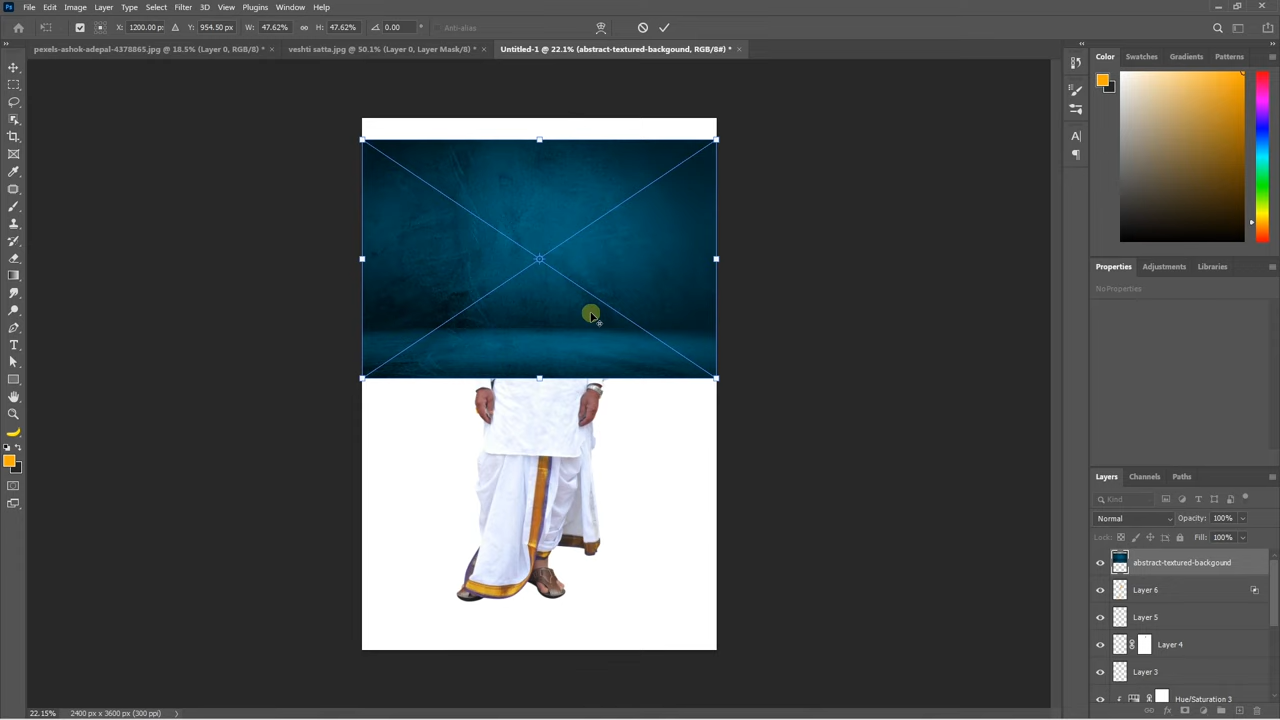 Ps File Edit Image Layer Type Select Filter 3D View Plugins Window Help
X: 1200.00 px Y: 954.50 px W: 47.62% H: 47.62% 0.00 ° Anti-alias
pexels-ashok-adepal-4378865.jpg @ 18.5% (Layer 0, RGB/8) * × veshti satta.jpg @ 50.1% (Layer 0, Layer Mask/8) * × Untitled-1 @ 22.1% (abstract-textured-backgound, RGB/8#) * ×
Color Swatches Gradients Patterns
Properties Adjustments Libraries
No Properties
Layers Channels Paths
Kind
Normal Opacity: 100%
Lock: Fill: 100%
abstract-textured-backgound
Layer 6
Layer 5
Layer 4
Layer 3
Hue/Saturation 3
fx
22.15% 2400 px x 3600 px (300 ppi)